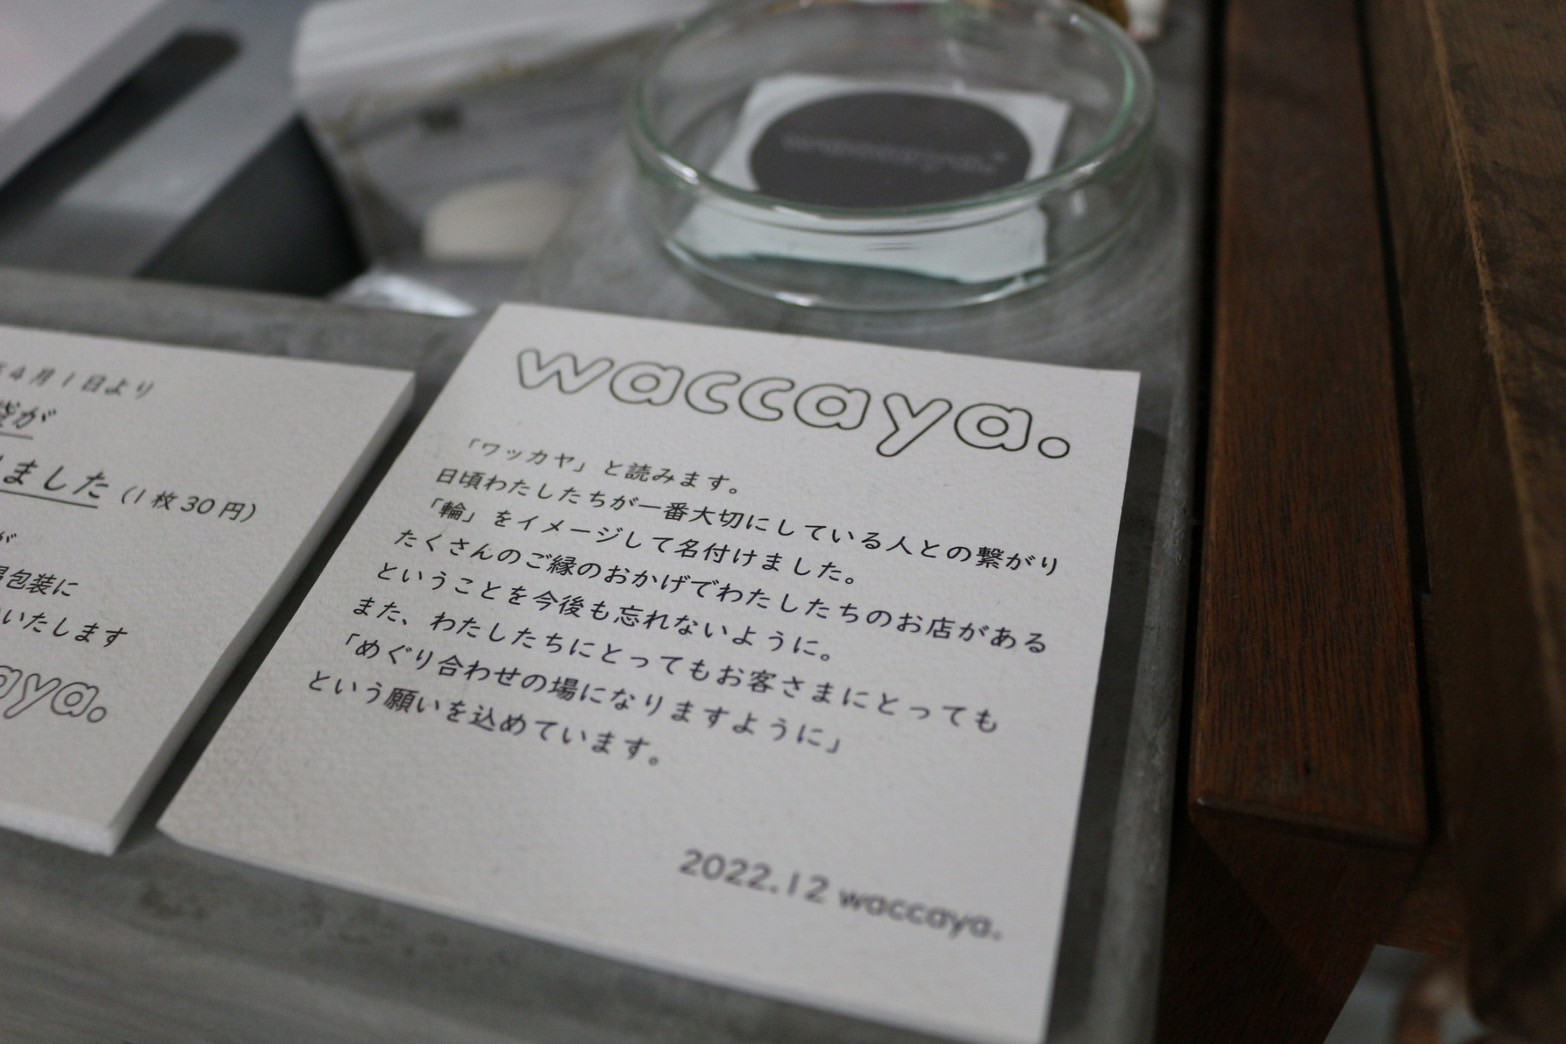 4月1日より
袋が
ました（1枚30円）
が
包装に
いたします
aya.
waccaya.
「ワッカヤ」と読みます。
日頃わたしたちが一番大切にしている人との繋がり
「輪」をイメージして名付けました。
たくさんのご縁のおかげでわたしたちのお店がある
ということを今後も忘れないように。
また、わたしたちにとってもお客さまにとっても
「めぐり合わせの場になりますように」
という願いを込めています。
2022.12 waccaya.